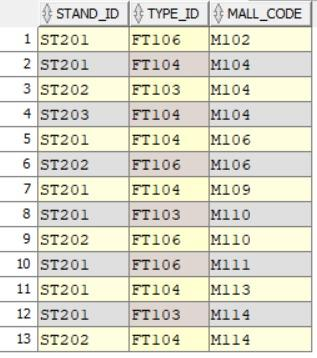 STAND_ID TYPE_ID MALL_CODE
1 ST201 FT106 M102
2 ST201 FT104 M104
3 ST202 FT103 M104
4 ST203 FT104 M104
5 ST201 FT104 M106
6 ST202 FT106 M106
7 ST201 FT104 M109
8 ST201 FT103 M110
9 ST202 FT106 M110
10 ST201 FT106 M111
11 ST201 FT104 M113
12 ST201 FT103 M114
13 ST202 FT104 M114